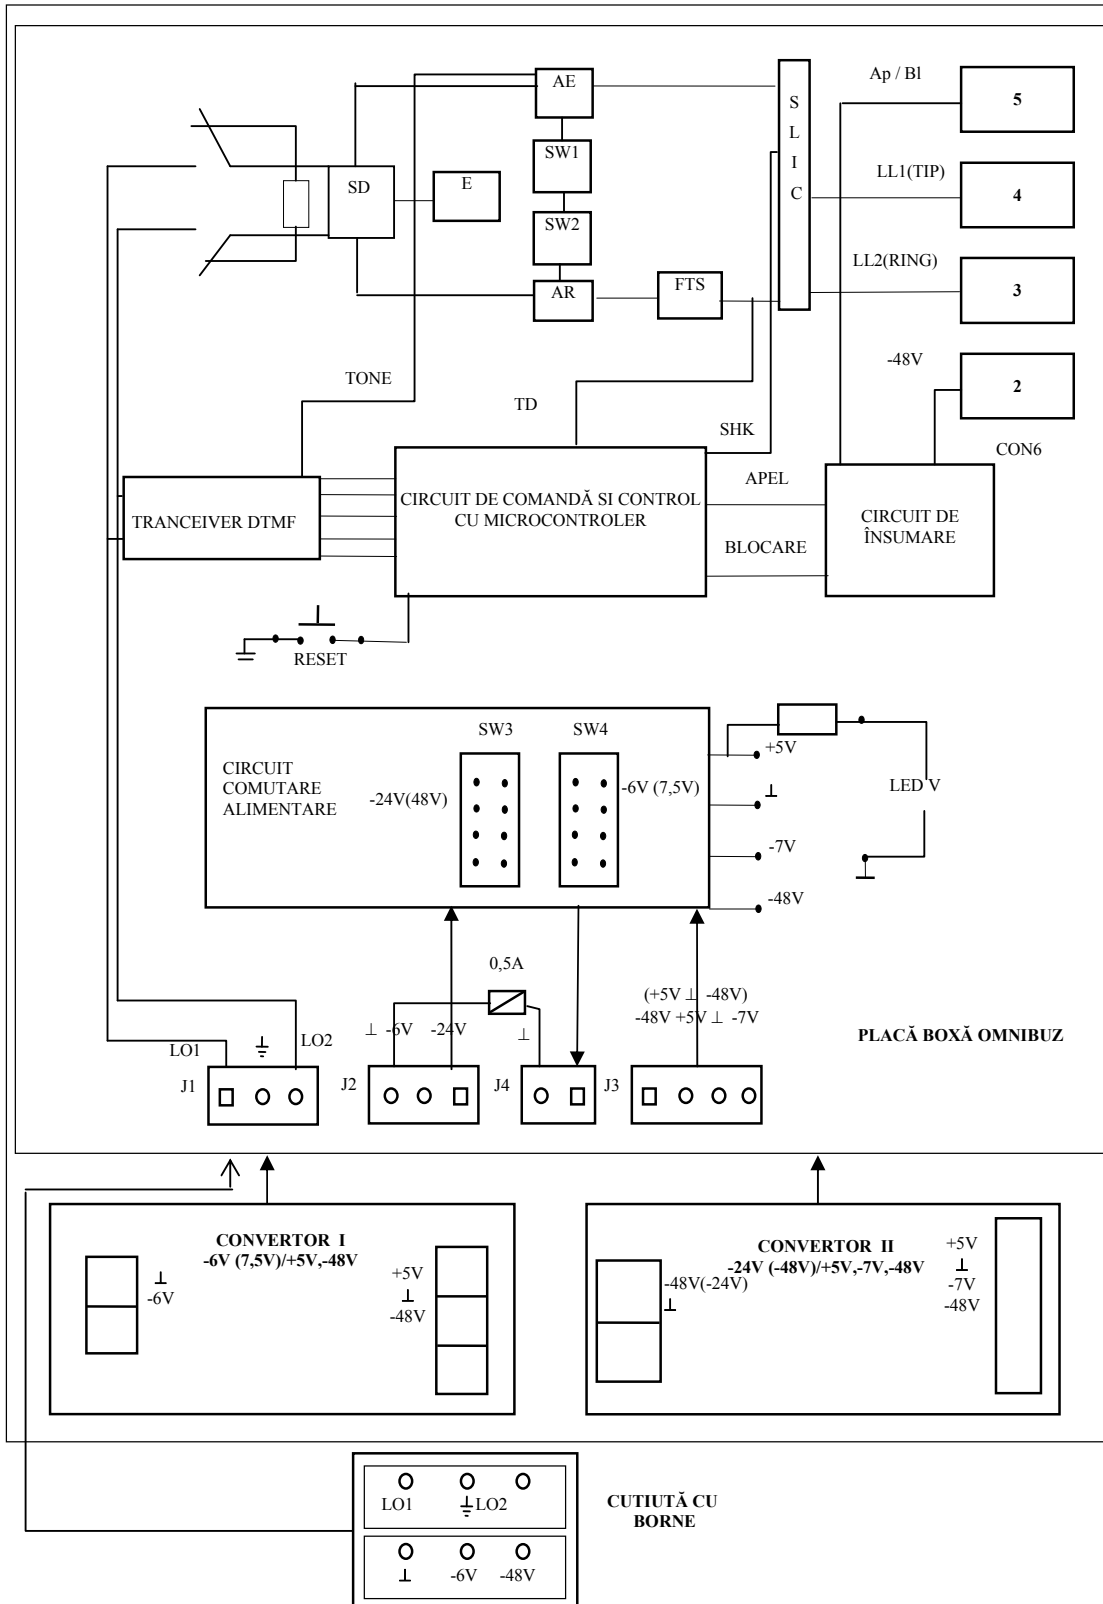 AE
Ap / Bl
5
S
L
I
C
SW1
LL1(TIP)
4
SD
E
SW2
LL2(RING)
3
AR
FTS
-48V
2
TONE
TD
SHK
CON6
TRANCEIVER DTMF
CIRCUIT DE COMANDĂ SI CONTROL
CU MICROCONTROLER
APEL
BLOCARE
CIRCUIT DE
ÎNSUMARE
RESET
CIRCUIT
COMUTARE
ALIMENTARE
SW3
SW4
-24V(48V)
-6V (7,5V)
+5V
⊥
-7V
-48V
LED V
0,5A
⊥ -6V -24V
⊥
(+5V ⊥ -48V)
-48V +5V ⊥ -7V
PLACĂ BOXĂ OMNIBUZ
LO1
LO2
J1
J2
J4
J3
CONVERTOR I
-6V (7,5V)/+5V,-48V
⊥
-6V
+5V
⊥
-48V
CONVERTOR II
-24V (-48V)/+5V,-7V,-48V
-48V(-24V)
⊥
+5V
⊥
-7V
-48V
LO1
LO2
⊥ -6V -48V
CUTIUTĂ CU
BORNE